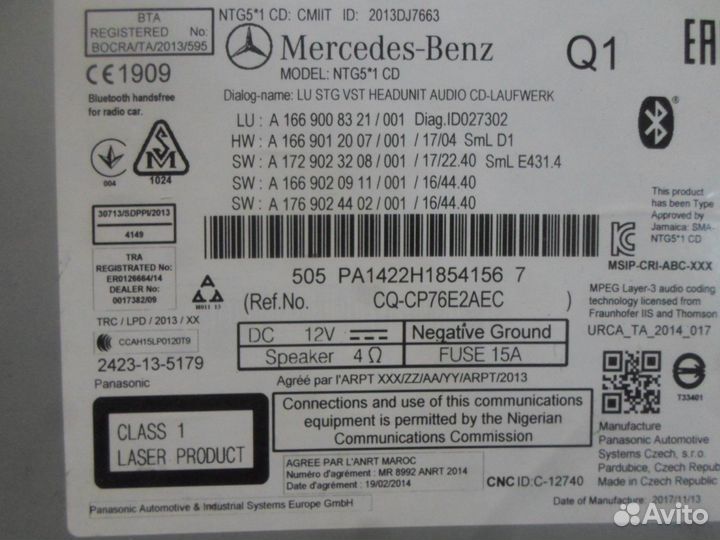 BTA
REGISTERED No:
BOCRA/TA/2013/595
NTG5*1 CD: CMIIT ID: 2013DJ7663
Mercedes-Benz
Q1
EAC
MODEL: NTG5*1 CD
CE1909
Bluetooth handsfree
for radio car.
Dialog-name: LU STG VST HEADUNIT AUDIO CD-LAUFWERK
LU : A 166 900 83 21 / 001 Diag.ID027302
HW : A 166 901 20 07 / 001 / 17/04 SmL D1
SW : A 172 902 32 08 / 001 / 17/22.40 SmL E431.4
SW : A 166 902 09 11 / 001 / 16/44.40
SW : A 176 902 44 02 / 001 / 16/44.40
004
SM
1024
30713/SDPPI/2013
4149
This product
has been Type
Approved by
Jamaica: SMA-
NTG5*1 CD
MSIP-CRI-ABC-XXX
TRA
REGISTRATED No:
ER0126664/14
DEALER No:
0017382/09
H011 13
505 PA1422H1854156 7
(Ref.No. CQ-CP76E2AEC )
MPEG Layer-3 audio coding
technology licensed from
Fraunhofer IIS and Thomson
URCA_TA_2014_017
TRC / LPD / 2013 / XX
CCAH15LP0120T9
2423-13-5179
Panasonic
DC 12V
Negative Ground
Speaker 4 Ω
FUSE 15A
Agréé par l'ARPT XXX/ZZ/AA/YY/ARPT/2013
T33401
Connections and use of this communications
equipment is permitted by the Nigerian
Communications Commission
CLASS 1
LASER PRODUCT
AGREE PAR L'ANRT MAROC
Numéro d'agrément : MR 8992 ANRT 2014
Date d'agrément : 19/02/2014
CNC ID:C-12740
Manufacture
Panasonic Automotive
Systems Czech, s.r.o.
Pardubice, Czech Republic
Made in Czech Republic
Panasonic Automotive & Industrial Systems Europe GmbH
Date of Manufacture: 2017/11/13
Avito